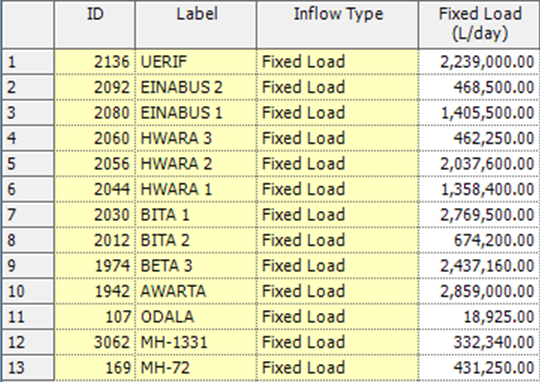 ID Label Inflow Type Fixed Load
(L/day)
1 2136 UERIF Fixed Load 2,239,000.00
2 2092 EINABUS 2 Fixed Load 468,500.00
3 2080 EINABUS 1 Fixed Load 1,405,500.00
4 2060 HWARA 3 Fixed Load 462,250.00
5 2056 HWARA 2 Fixed Load 2,037,600.00
6 2044 HWARA 1 Fixed Load 1,358,400.00
7 2030 BITA 1 Fixed Load 2,769,500.00
8 2012 BITA 2 Fixed Load 674,200.00
9 1974 BETA 3 Fixed Load 2,437,160.00
10 1942 AWARTA Fixed Load 2,859,000.00
11 107 ODALA Fixed Load 18,925.00
12 3062 MH-1331 Fixed Load 332,340.00
13 169 MH-72 Fixed Load 431,250.00